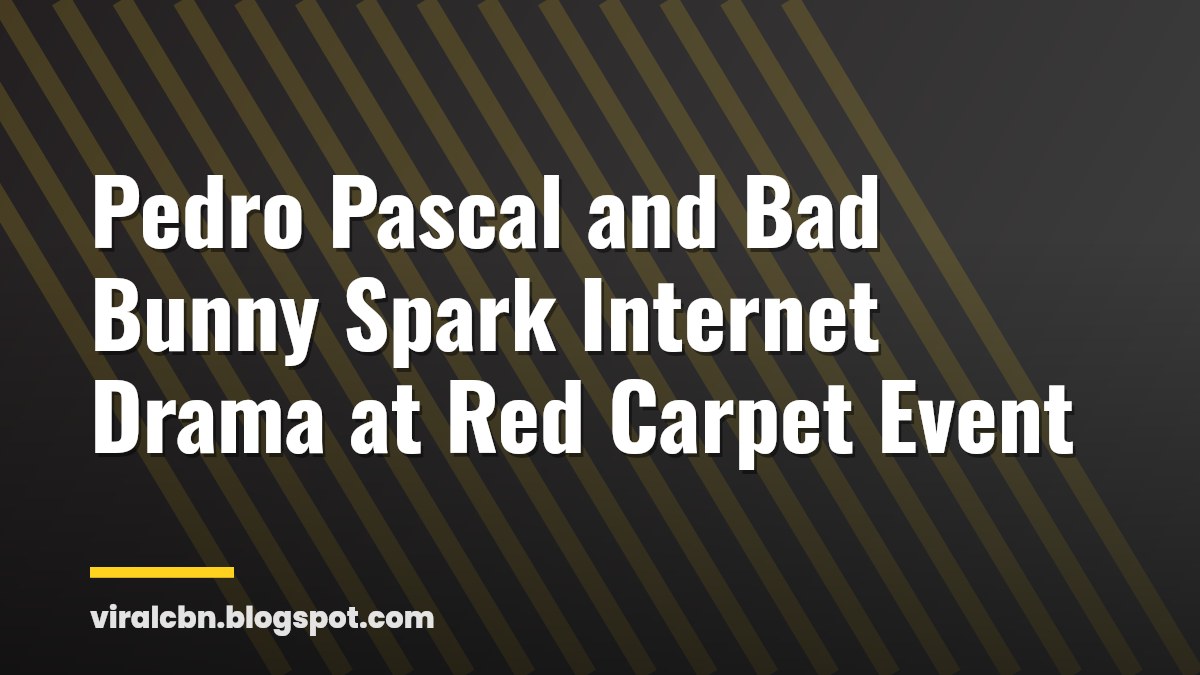 Pedro Pascal and Bad
Bunny Spark Internet
Drama at Red Carpet Event
viralcbn.blogspot.com